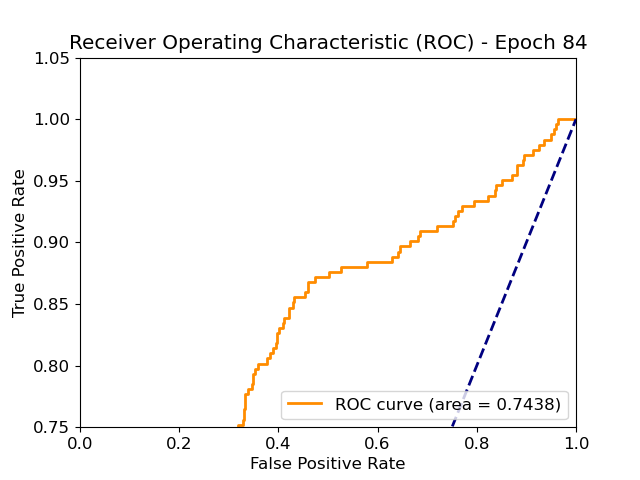 Receiver Operating Characteristic (ROC) - Epoch 84
1.05
1.00
0.95
0.90
0.85
0.80
0.75
True Positive Rate
ROC curve (area = 0.7438)
0.0 0.2 0.4 0.6 0.8 1.0
False Positive Rate